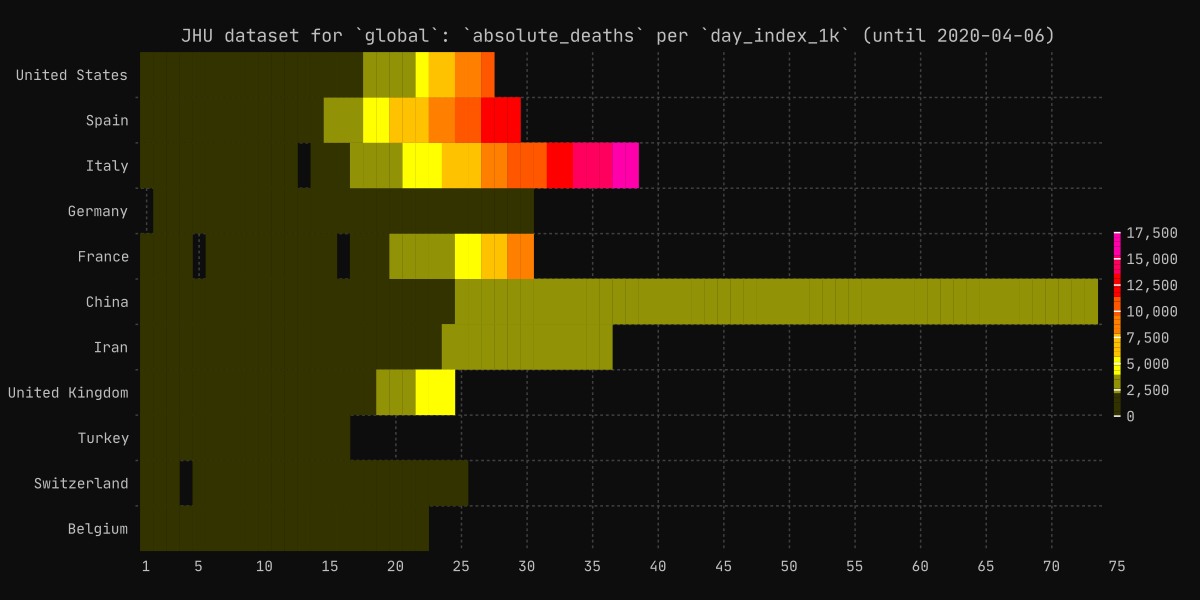 JHU dataset for `global`: `absolute_deaths` per `day_index_1k` (until 2020-04-06)
United States
Spain
Italy
Germany
France
China
Iran
United Kingdom
Turkey
Switzerland
Belgium
17,500
15,000
12,500
10,000
7,500
5,000
2,500
0
1 5 10 15 20 25 30 35 40 45 50 55 60 65 70 75